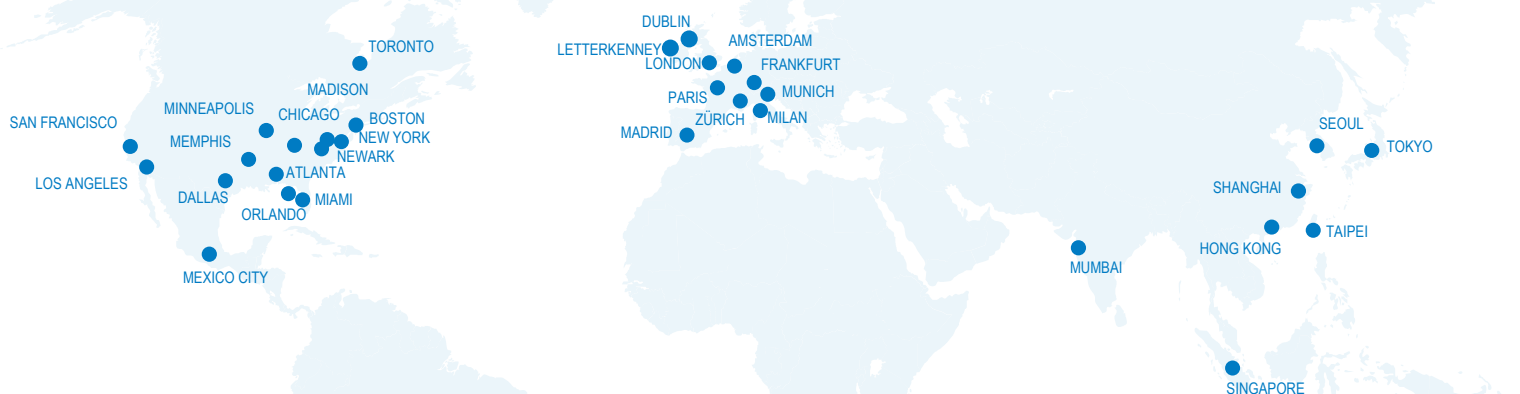 DUBLIN
TORONTO
AMSTERDAM
LETTERKENNEY
LONDON
FRANKFURT
MADISON
MUNICH
PARIS
MINNEAPOLIS
CHICAGO
BOSTON
ZÜRICH
MILAN
SAN FRANCISCO
SEOUL
MADRID
NEW YORK
MEMPHIS
TOKYO
NEWARK
ATLANTA
LOS ANGELES
SHANGHAI
DALLAS
MIAMI
ORLANDO
TAIPEI
HONG KONG
MUMBAI
MEXICO CITY
SINGAPORE